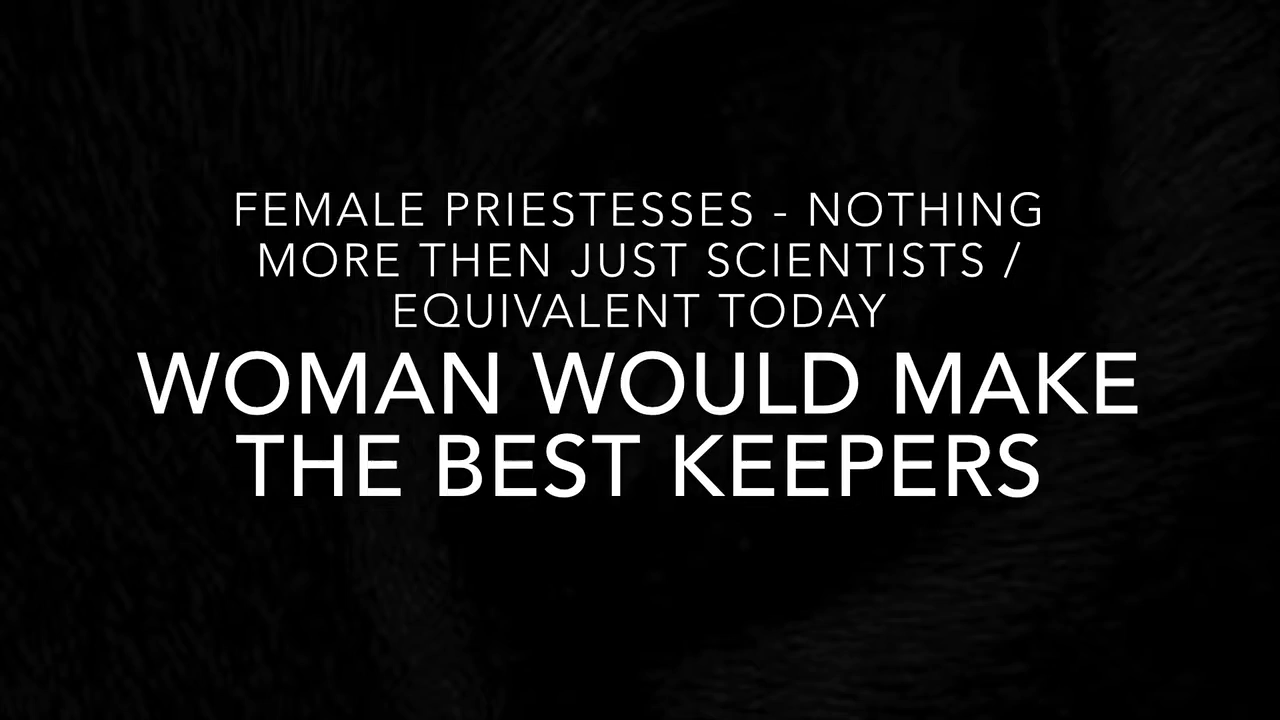 FEMALE PRIESTESSES - NOTHING
MORE THEN JUST SCIENTISTS /
EQUIVALENT TODAY
WOMAN WOULD MAKE
THE BEST KEEPERS